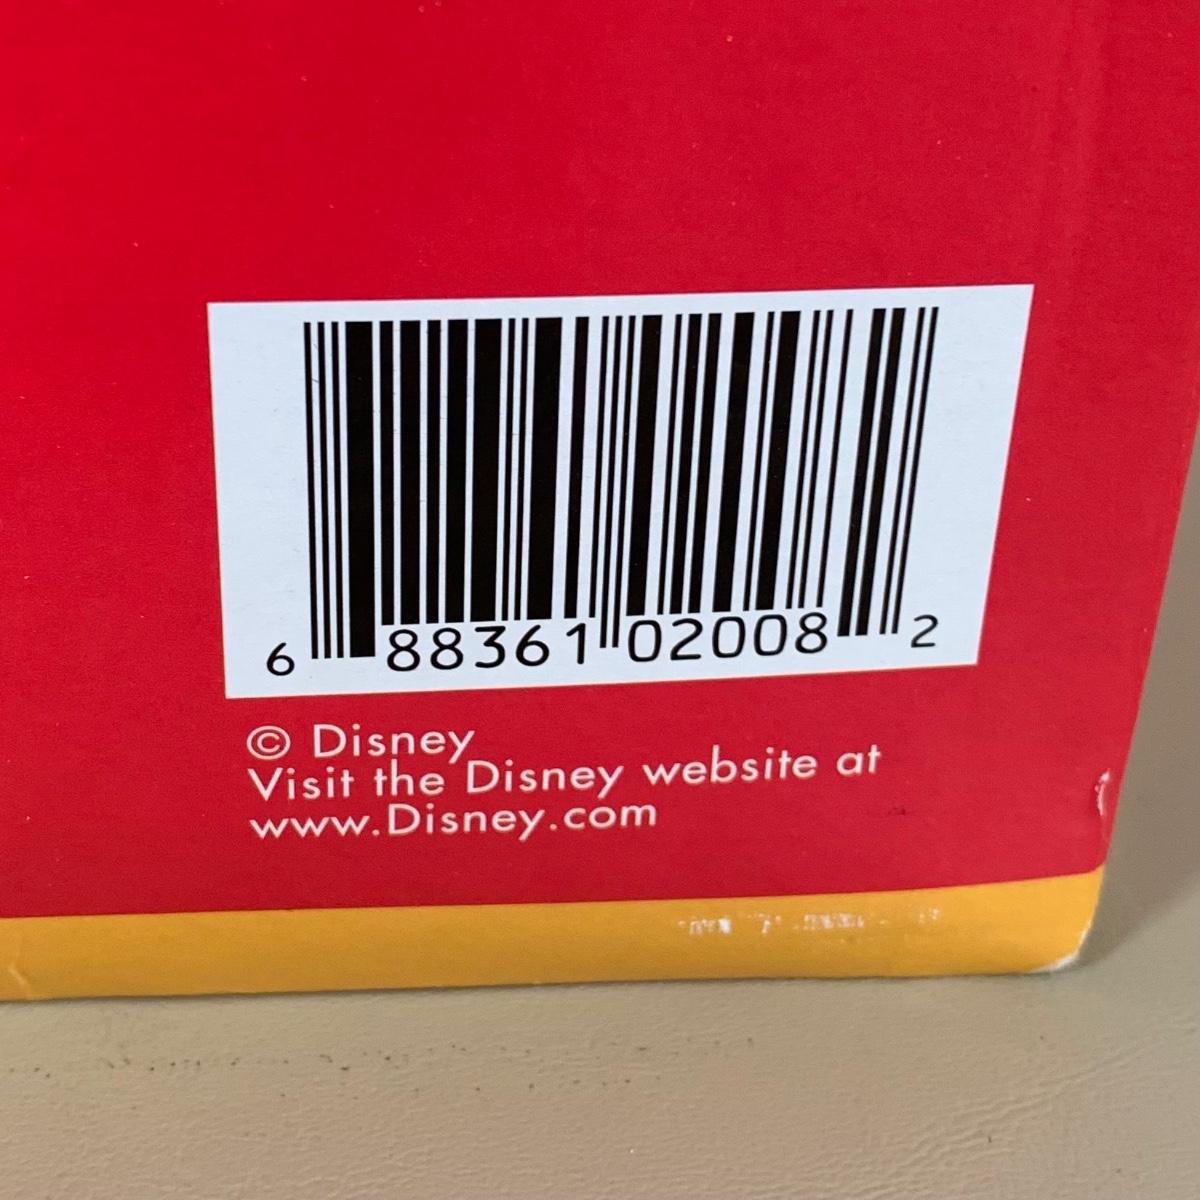 6 88361 02008 2
© Disney
Visit the Disney website at
www.Disney.com